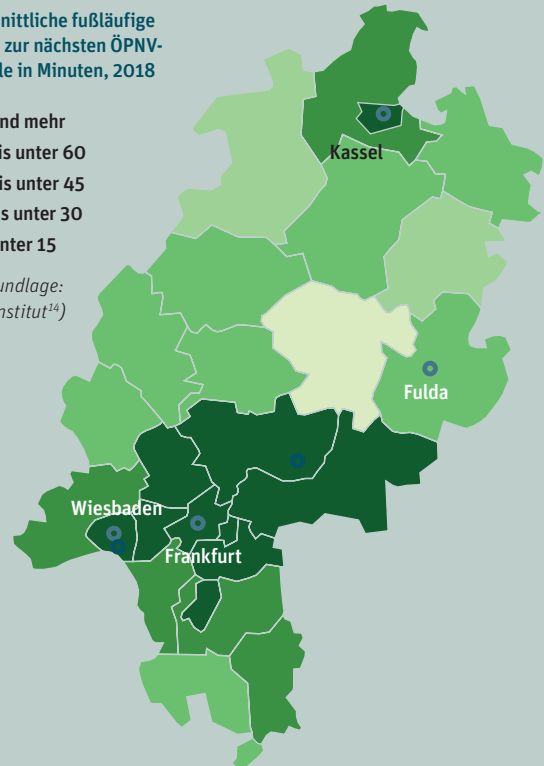 nittliche fußläufige
zur nächsten ÖPNV-
le in Minuten, 2018
nd mehr
is unter 60
is unter 45
s unter 30
nter 15
undlage:
nstitut¹⁴)
Kassel
Fulda
Wiesbaden
Frankfurt